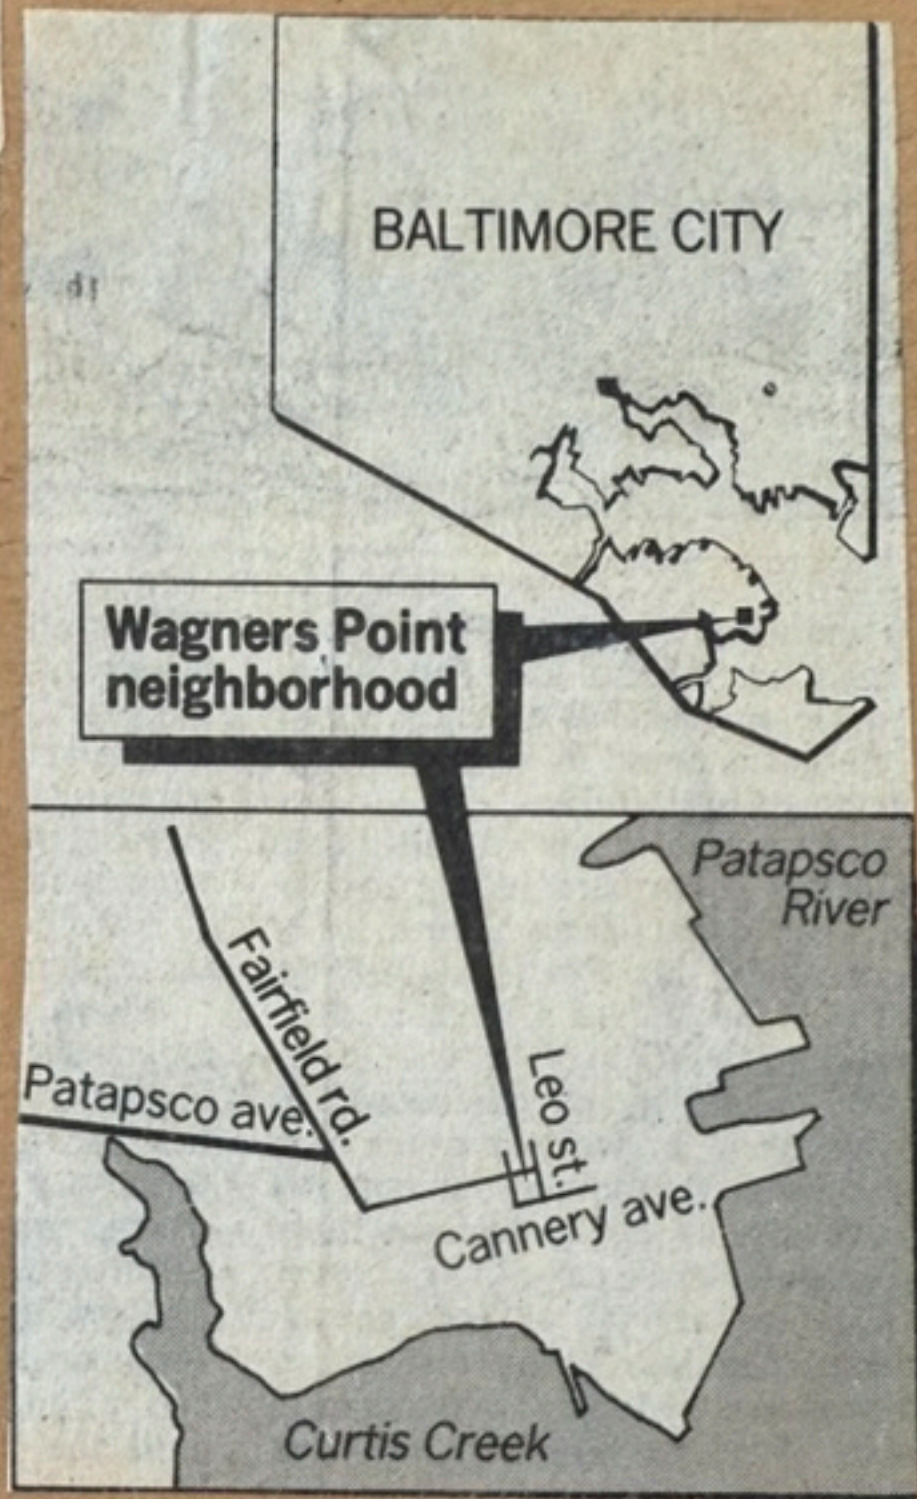 BALTIMORE CITY
Wagners Point
neighborhood
Patapsco
River
Fairfield rd.
Patapsco ave.
Leo st.
Cannery ave.
Curtis Creek